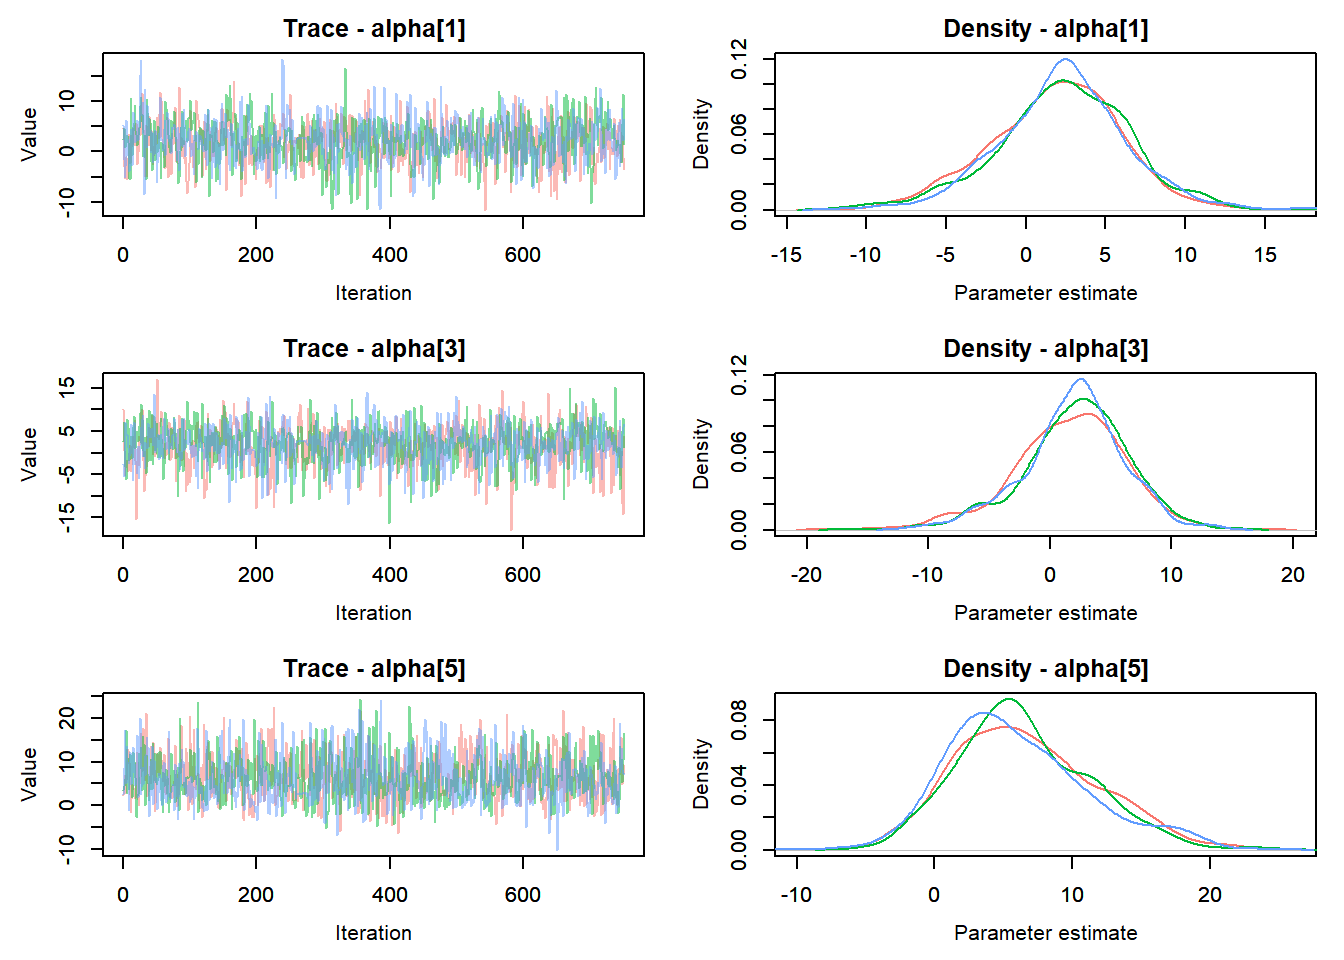 Trace - alpha[1]
Value
-10 0 10
0 200 400 600
Iteration
Density - alpha[1]
Density
0.00 0.06 0.12
-15 -10 -5 0 5 10 15
Parameter estimate
Trace - alpha[3]
Value
-15 -5 5 15
0 200 400 600
Iteration
Density - alpha[3]
Density
0.00 0.06 0.12
-20 -10 0 10 20
Parameter estimate
Trace - alpha[5]
Value
-10 0 10 20
0 200 400 600
Iteration
Density - alpha[5]
Density
0.00 0.04 0.08
-10 0 10 20
Parameter estimate